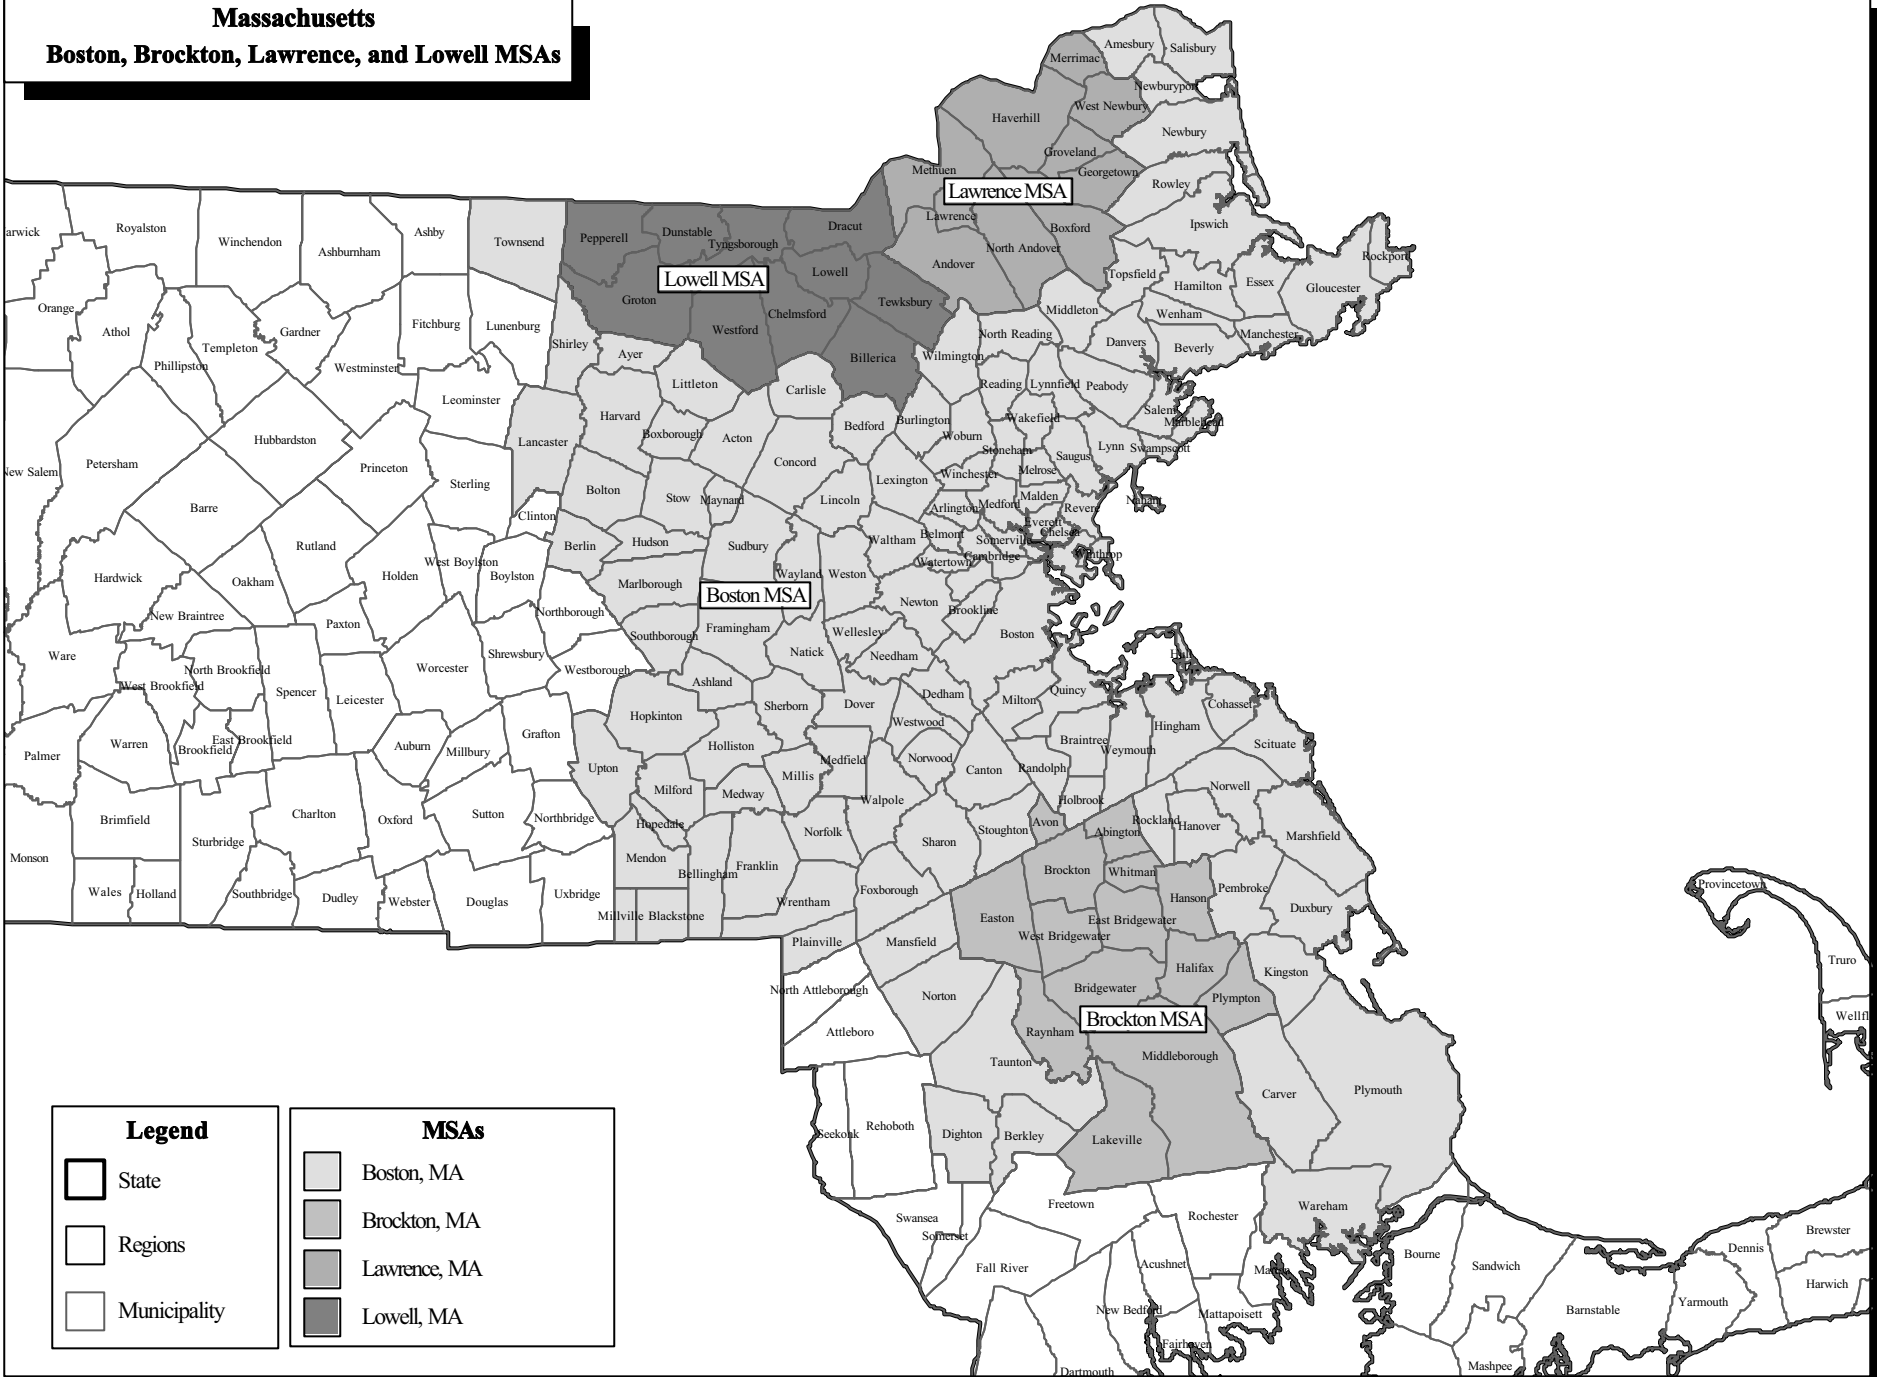 Massachusetts
Boston, Brockton, Lawrence, and Lowell MSAs
Amesbury
Salisbury
Merrimac
Newburyport
West Newbury
Haverhill
Newbury
Groveland
Methuen
Georgetown
Rowley
Lawrence MSA
Lawrence
Ipswich
Boxford
North Andover
Andover
Rockport
Topsfield
Hamilton
Essex
Gloucester
Middleton
Wenham
Manchester
North Reading
Danvers
Beverly
arwick
Royalston
Winchendon
Ashburnham
Ashby
Townsend
Pepperell
Dunstable
Tyngsborough
Dracut
Lowell MSA
Lowell
Groton
Chelmsford
Tewksbury
Westford
Billerica
Wilmington
Orange
Athol
Gardner
Fitchburg
Lunenburg
Shirley
Ayer
Templeton
Phillipston
Westminster
Littleton
Carlisle
Reading
Lynnfield
Peabody
Leominster
Harvard
Boxborough
Acton
Bedford
Burlington
Woburn
Wakefield
Salem
Marblehead
Hubbardston
Lancaster
Petersham
Princeton
Concord
Stoneham
Saugus
Lynn
Swampscott
New Salem
Sterling
Bolton
Stow
Maynard
Lincoln
Lexington
Winchester
Melrose
Malden
Nahant
Barre
Clinton
Arlington
Medford
Revere
Everett
Chelsea
Rutland
Berlin
Hudson
Sudbury
Waltham
Belmont
Somerville
Cambridge
Winthrop
Watertown
West Boylston
Boylston
Holden
Oakham
Hardwick
Marlborough
Wayland
Weston
Boston MSA
Newton
Brookline
Northborough
New Braintree
Paxton
Southborough
Framingham
Wellesley
Boston
Ware
Natick
Needham
Shrewsbury
Hull
North Brookfield
Worcester
Westborough
West Brookfield
Spencer
Leicester
Ashland
Dedham
Quincy
Milton
Sherborn
Dover
Cohasset
Hopkinton
Westwood
Hingham
Grafton
Warren
Brookfield
East Brookfield
Auburn
Millbury
Holliston
Braintree
Weymouth
Scituate
Palmer
Norwood
Medfield
Upton
Millis
Canton
Randolph
Milford
Medway
Norwell
Walpole
Holbrook
Brimfield
Charlton
Oxford
Sutton
Northbridge
Hopedale
Norfolk
Stoughton
Avon
Abington
Rockland
Hanover
Marshfield
Monson
Sturbridge
Sharon
Mendon
Franklin
Bellingham
Brockton
Whitman
Wales
Holland
Southbridge
Dudley
Webster
Douglas
Uxbridge
Wrentham
Foxborough
Hanson
Pembroke
Duxbury
Provincetown
Millville
Blackstone
Easton
East Bridgewater
West Bridgewater
Plainville
Mansfield
Truro
Halifax
Kingston
North Attleborough
Norton
Bridgewater
Plympton
Wellfl
Brockton MSA
Attleboro
Raynham
Taunton
Middleborough
Carver
Plymouth
Seekonk
Rehoboth
Dighton
Berkley
Lakeville
Freetown
Wareham
Swansea
Somerset
Rochester
Brewster
Dennis
Bourne
Sandwich
Fall River
Acushnet
Marion
Harwich
Yarmouth
Barnstable
New Bedford
Mattapoisett
Fairhaven
Mashpee
Dartmouth
Legend
State
Regions
Municipality
MSAs
Boston, MA
Brockton, MA
Lawrence, MA
Lowell, MA